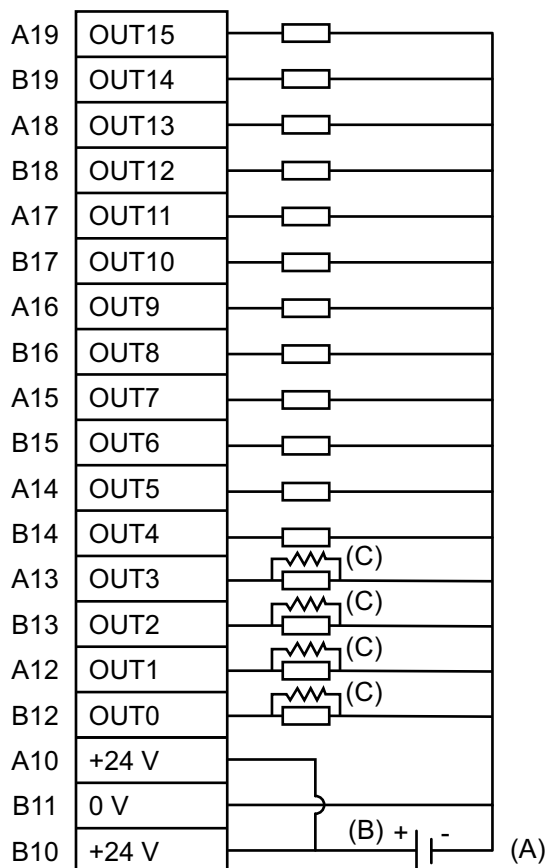 A19 OUT15
B19 OUT14
A18 OUT13
B18 OUT12
A17 OUT11
B17 OUT10
A16 OUT9
B16 OUT8
A15 OUT7
B15 OUT6
A14 OUT5
B14 OUT4
(C)
A13 OUT3
(C)
B13 OUT2
(C)
A12 OUT1
(C)
B12 OUT0
A10 +24 V
B11 0 V
B10 +24 V (B) + - (A)